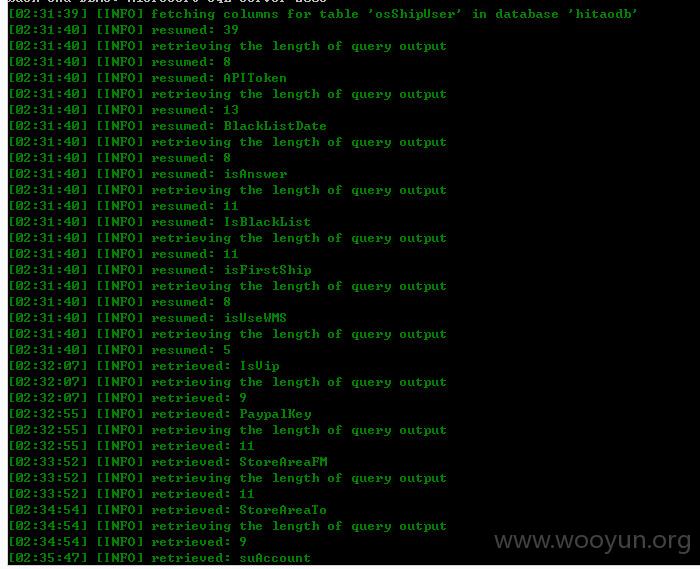 [02:31:39] [INFO] fetching columns for table 'osShipUser' in database 'hitaodb'
[02:31:40] [INFO] resumed: 39
[02:31:40] [INFO] retrieving the length of query output
[02:31:40] [INFO] resumed: 8
[02:31:40] [INFO] resumed: APIToken
[02:31:40] [INFO] retrieving the length of query output
[02:31:40] [INFO] resumed: 13
[02:31:40] [INFO] resumed: BlackListDate
[02:31:40] [INFO] retrieving the length of query output
[02:31:40] [INFO] resumed: 8
[02:31:40] [INFO] resumed: isAnswer
[02:31:40] [INFO] retrieving the length of query output
[02:31:40] [INFO] resumed: 11
[02:31:40] [INFO] resumed: IsBlackList
[02:31:40] [INFO] retrieving the length of query output
[02:31:40] [INFO] resumed: 11
[02:31:40] [INFO] resumed: isFirstShip
[02:31:40] [INFO] retrieving the length of query output
[02:31:40] [INFO] resumed: 8
[02:31:40] [INFO] resumed: isUseWMS
[02:31:40] [INFO] retrieving the length of query output
[02:31:40] [INFO] resumed: 5
[02:32:07] [INFO] retrieved: IsVip
[02:32:07] [INFO] retrieving the length of query output
[02:32:07] [INFO] retrieved: 9
[02:32:55] [INFO] retrieved: PaypalKey
[02:32:55] [INFO] retrieving the length of query output
[02:32:55] [INFO] retrieved: 11
[02:33:52] [INFO] retrieved: StoreAreaFM
[02:33:52] [INFO] retrieving the length of query output
[02:33:52] [INFO] retrieved: 11
[02:34:54] [INFO] retrieved: StoreAreaTo
[02:34:54] [INFO] retrieving the length of query output
[02:34:54] [INFO] retrieved: 9
[02:35:47] [INFO] retrieved: suAccount
www.wooyun.org